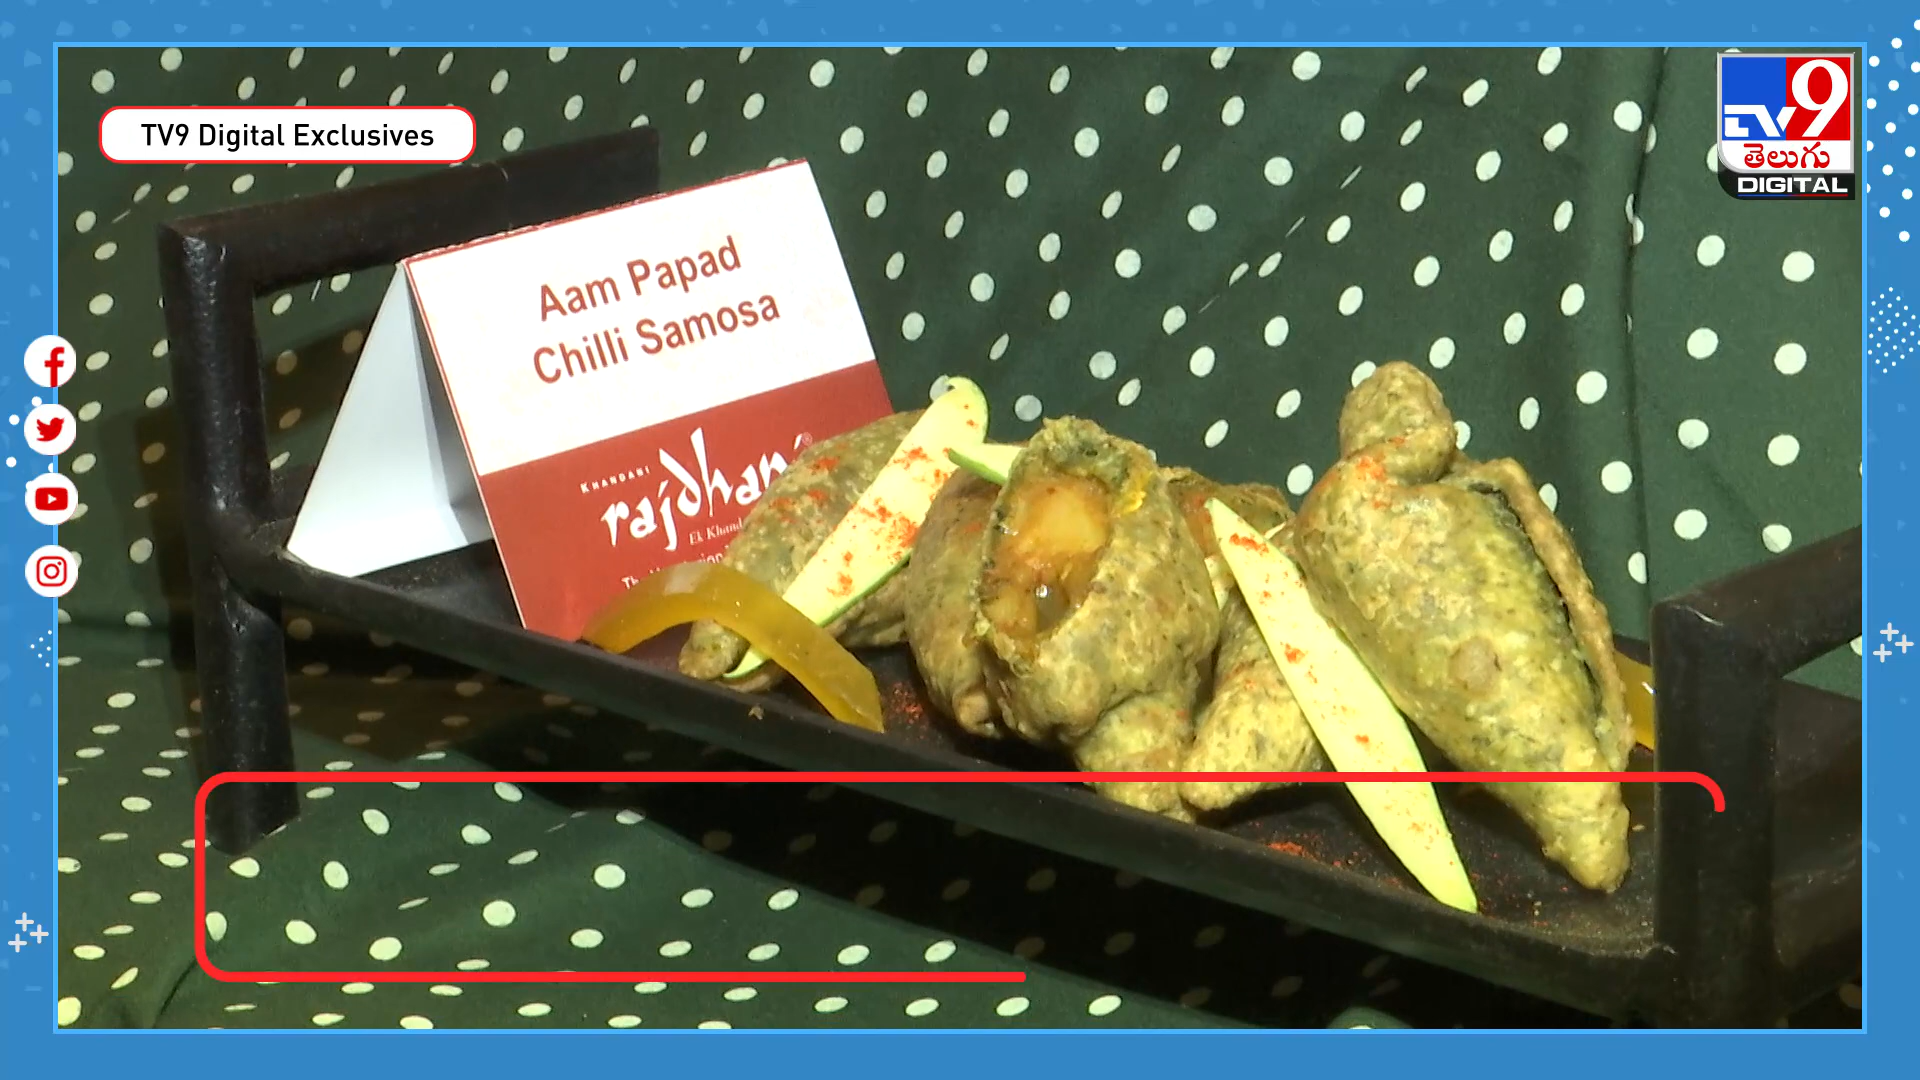 TV9 Digital Exclusives
TV9
తెలుగు
DIGITAL
Aam Papad
Chilli Samosa
KHANDANI
rajdhani
Ek Khand